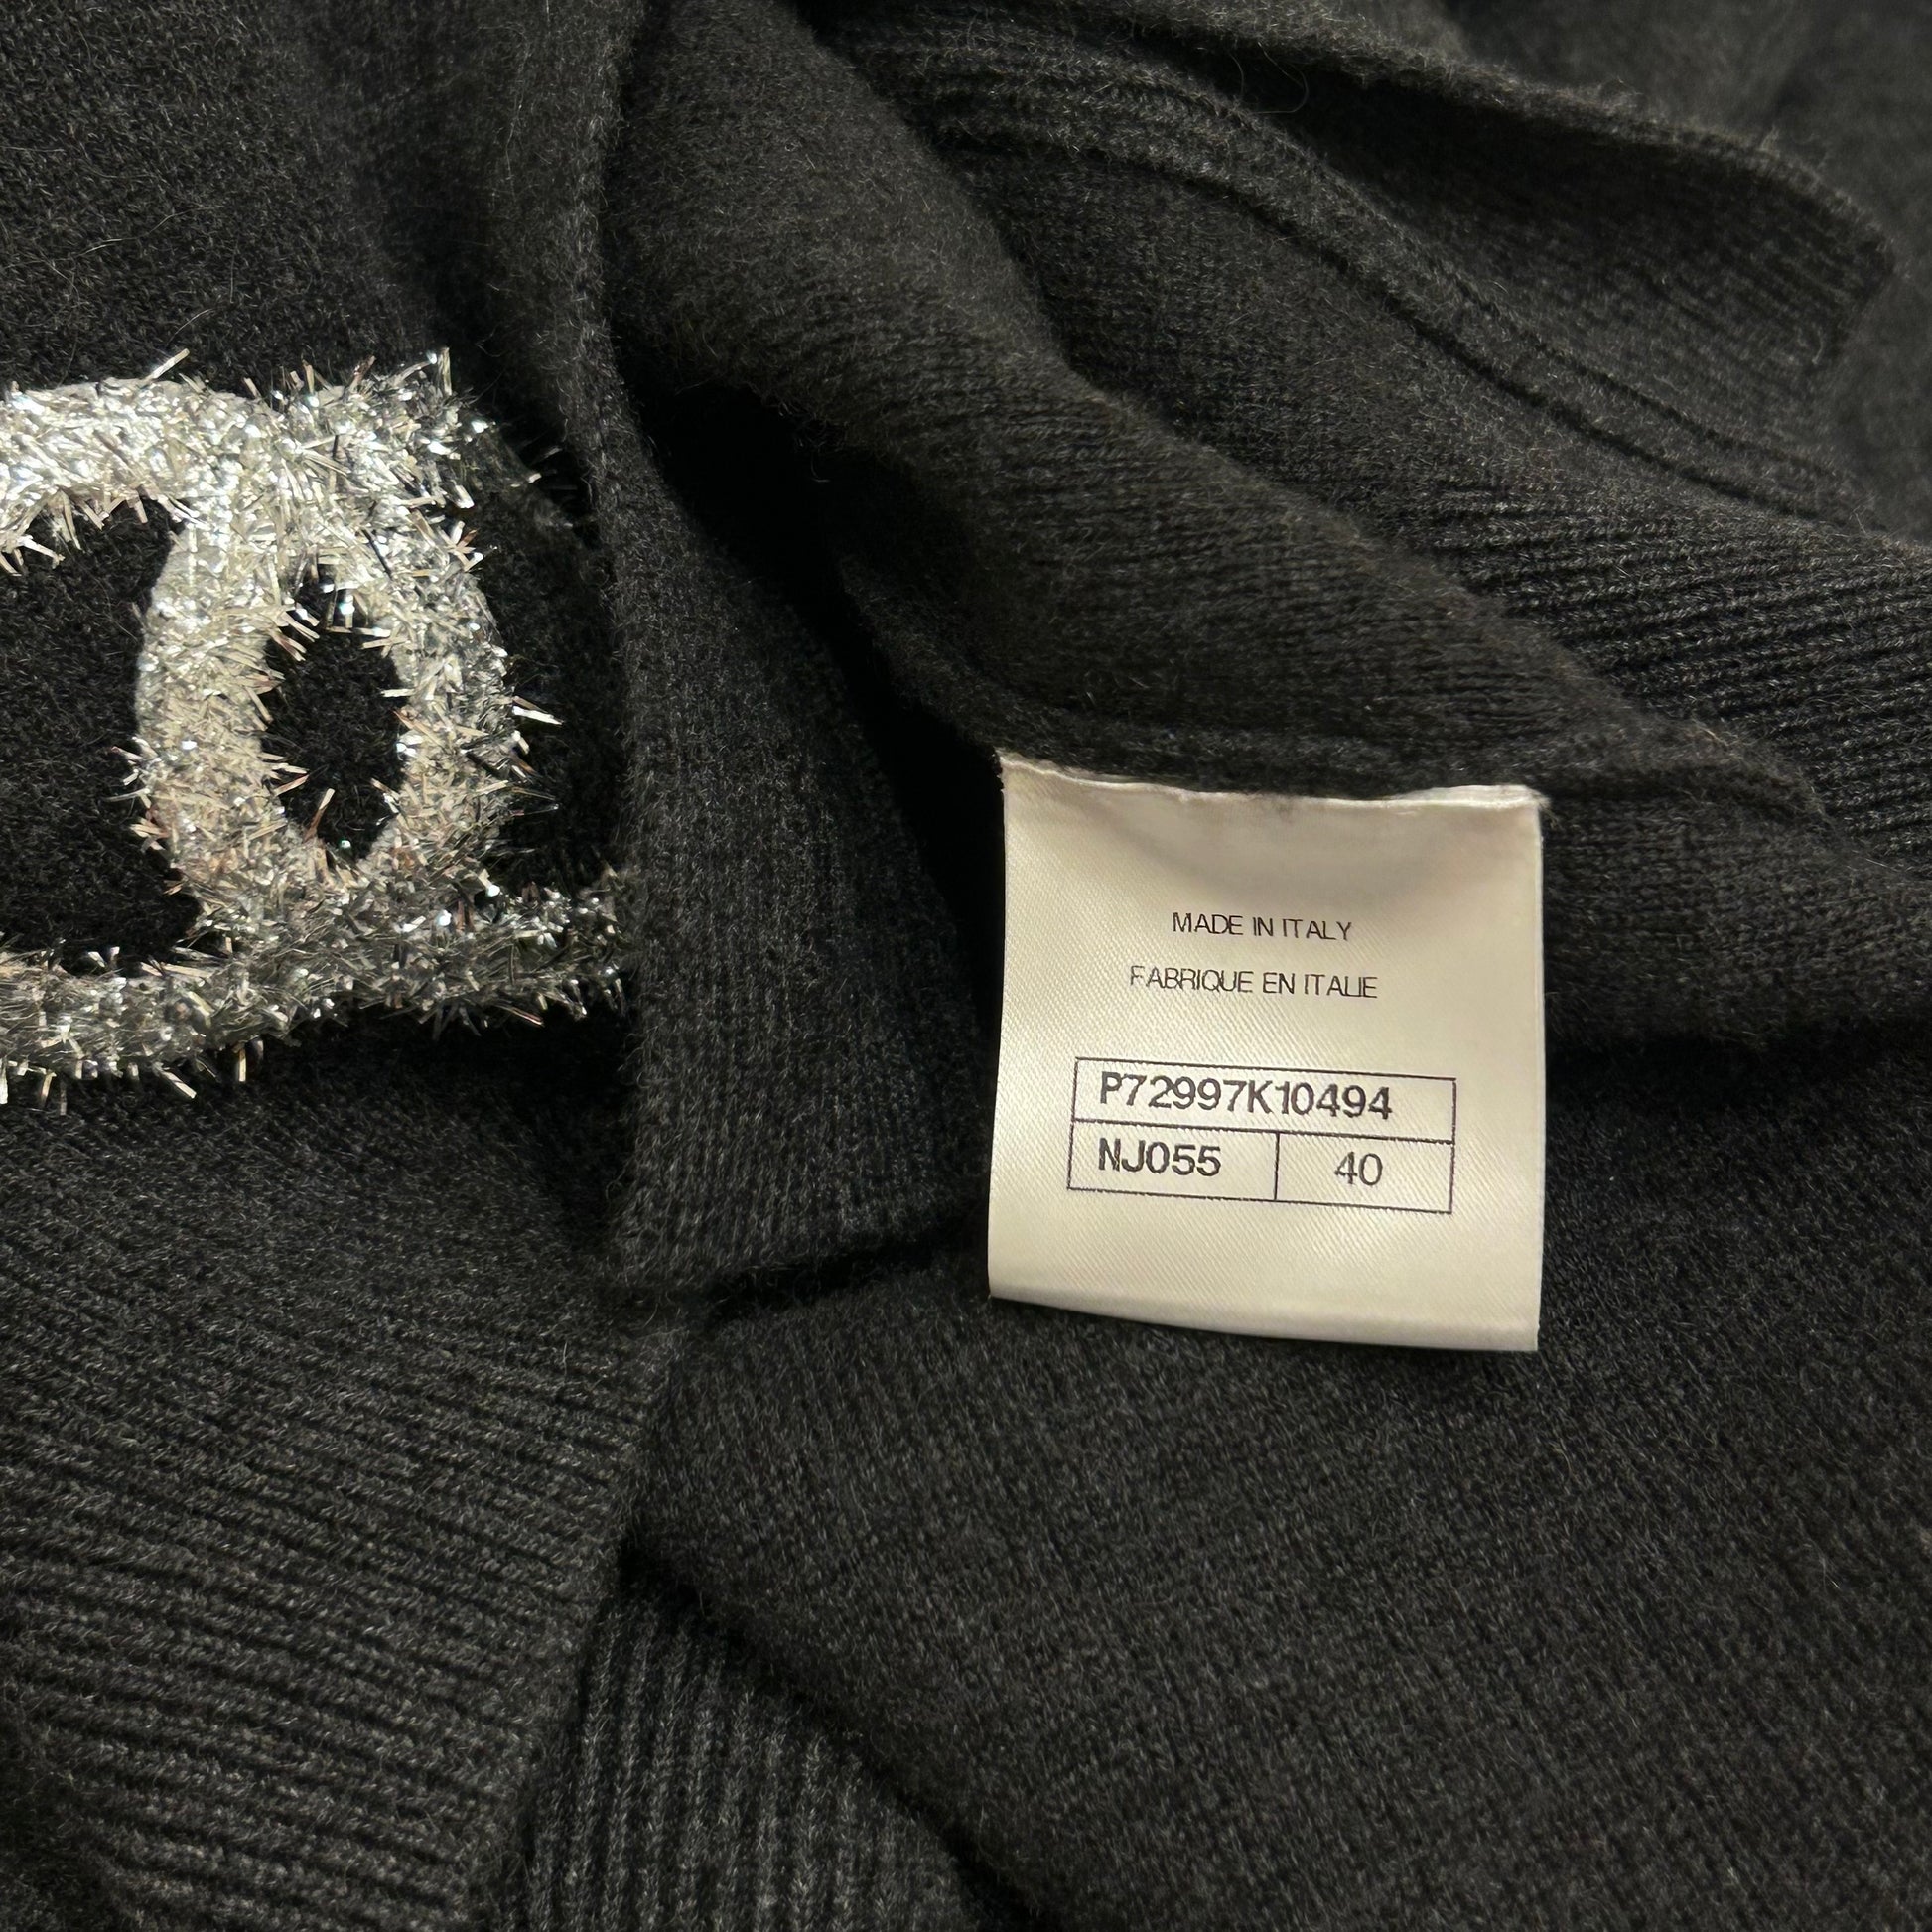 MADE IN ITALY
FABRIQUE EN ITALIE
P72997K10494
NJ055 40